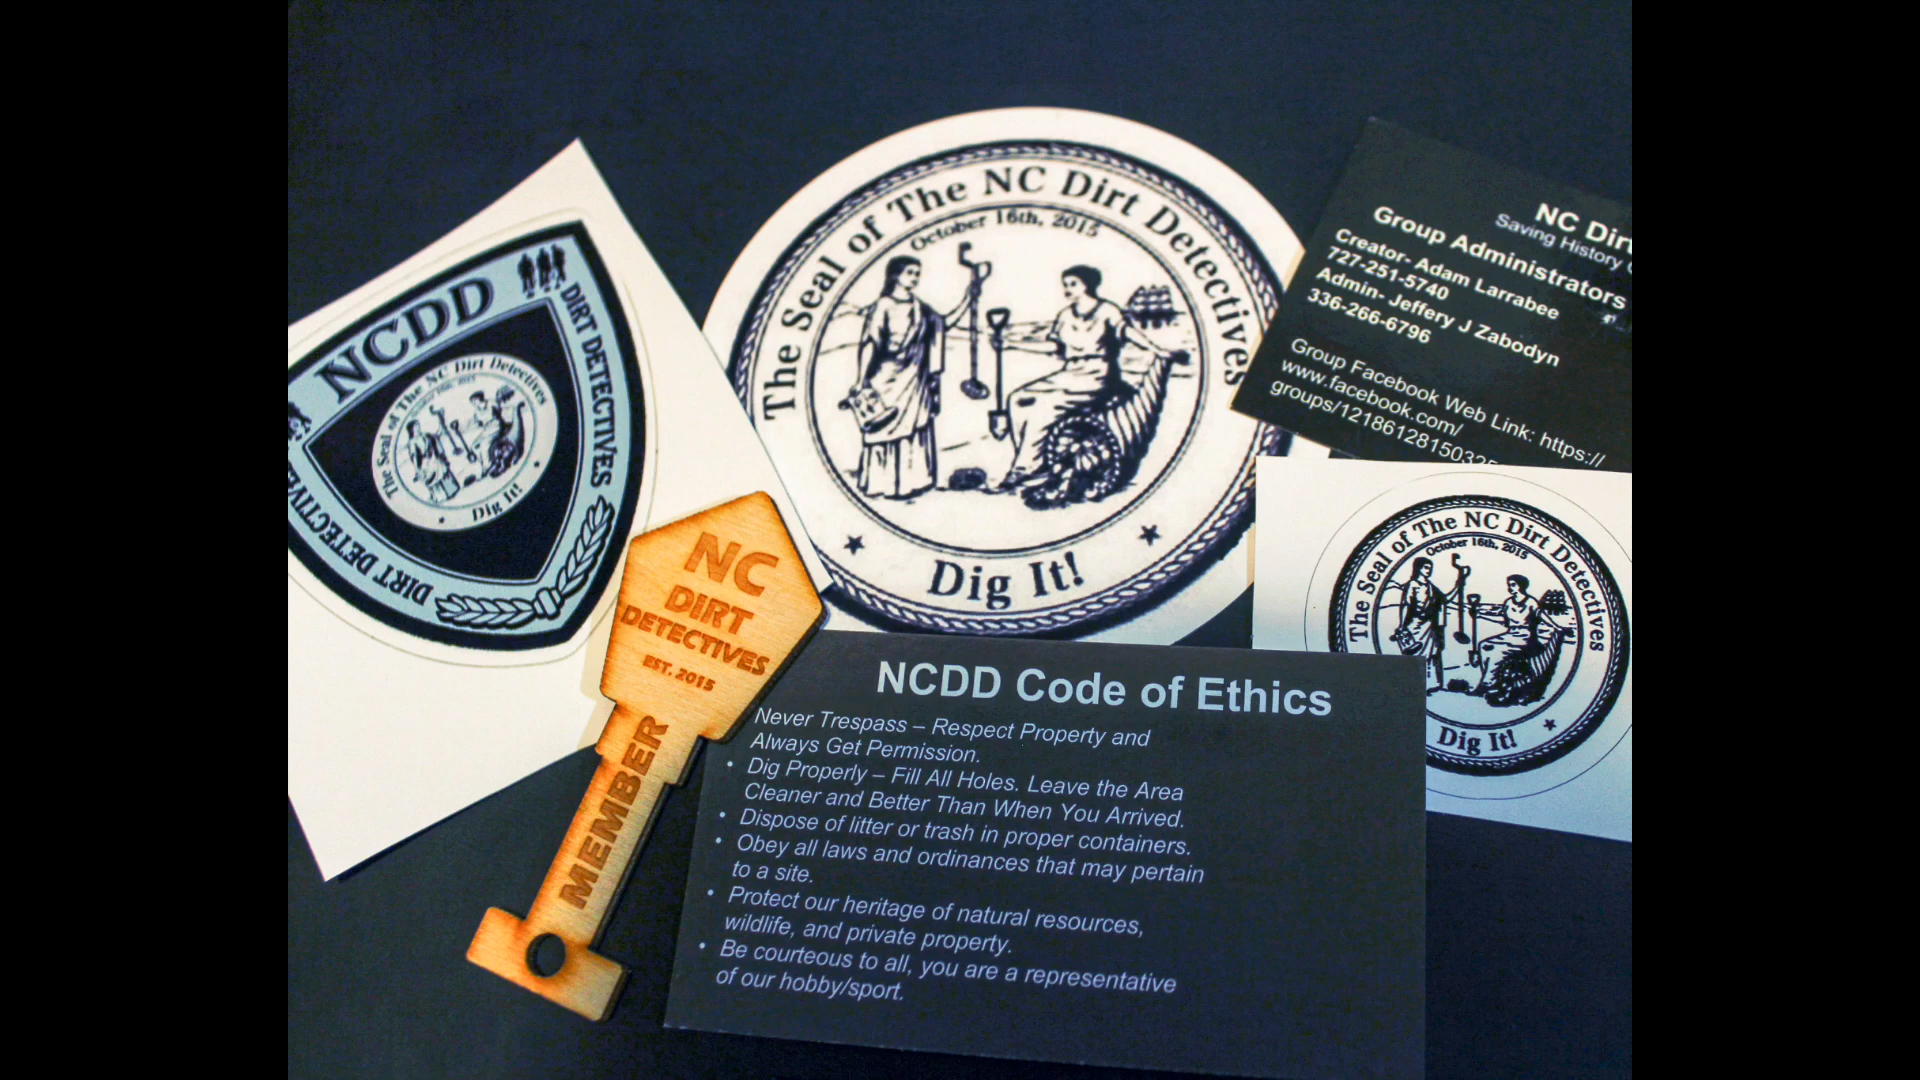 NCDD
DIRT DETECTIVES
DIRT DETECTIVES
The Seal of The NC Dirt Detectives
Dig It!
The Seal of The NC Dirt Detectives
October 16th, 2015
Dig It!
NC
Saving History
Group Administrators
Creator- Adam Larrabee
727-251-5740
Admin- Jeffery J Zabodyn
336-266-6796
Group Facebook Web Link: https://
www.facebook.com/
The Seal of The NC Dirt Detectives
October 16th, 2015
Dig It!
NC
DIRT
DETECTIVES
EST. 2015
MEMBER
NCDD Code of Ethics
Never Trespass – Respect Property and
Always Get Permission.
• Dig Properly – Fill All Holes. Leave the Area
Cleaner and Better Than When You Arrived.
• Dispose of litter or trash in proper containers.
• Obey all laws and ordinances that may pertain
to a site.
• Protect our heritage of natural resources,
wildlife, and private property.
• Be courteous to all, you are a representative
of our hobby/sport.